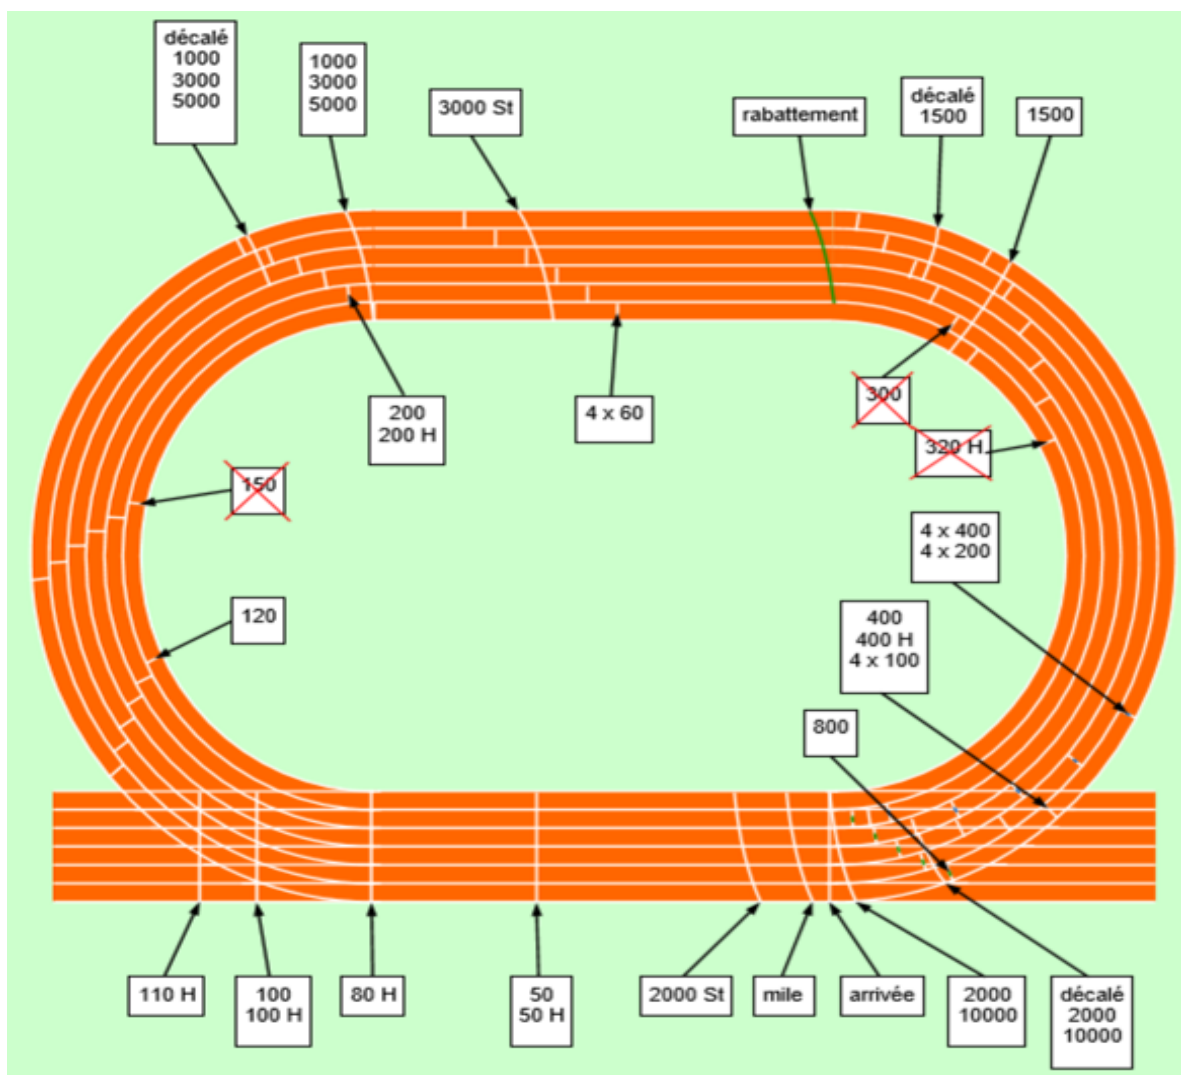 décalé
1000
3000
5000
1000
3000
5000
3000 St
rabattement
décalé
1500
1500
200
200 H
4 x 60
300
320 H
150
4 x 400
4 x 200
120
400
400 H
4 x 100
800
110 H
100
100 H
80 H
50
50 H
2000 St
mile
arrivée
2000
10000
décalé
2000
10000